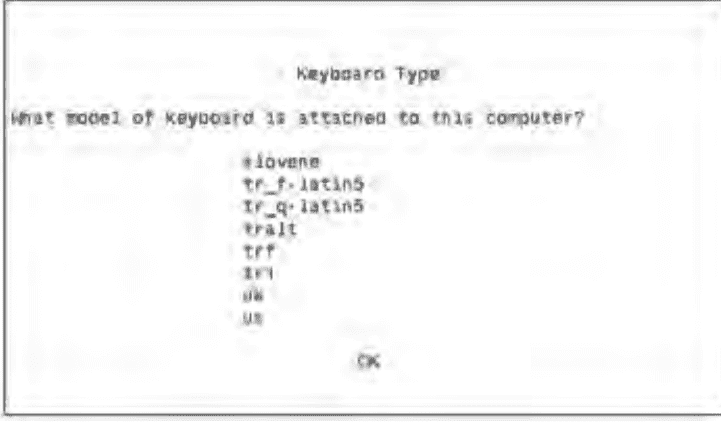 Keyboard Type
What model of keyboard is attached to this computer?
slovene
tr_f-latin5
tr_q-latin5
tralt
trf
trq
uk
us
OK